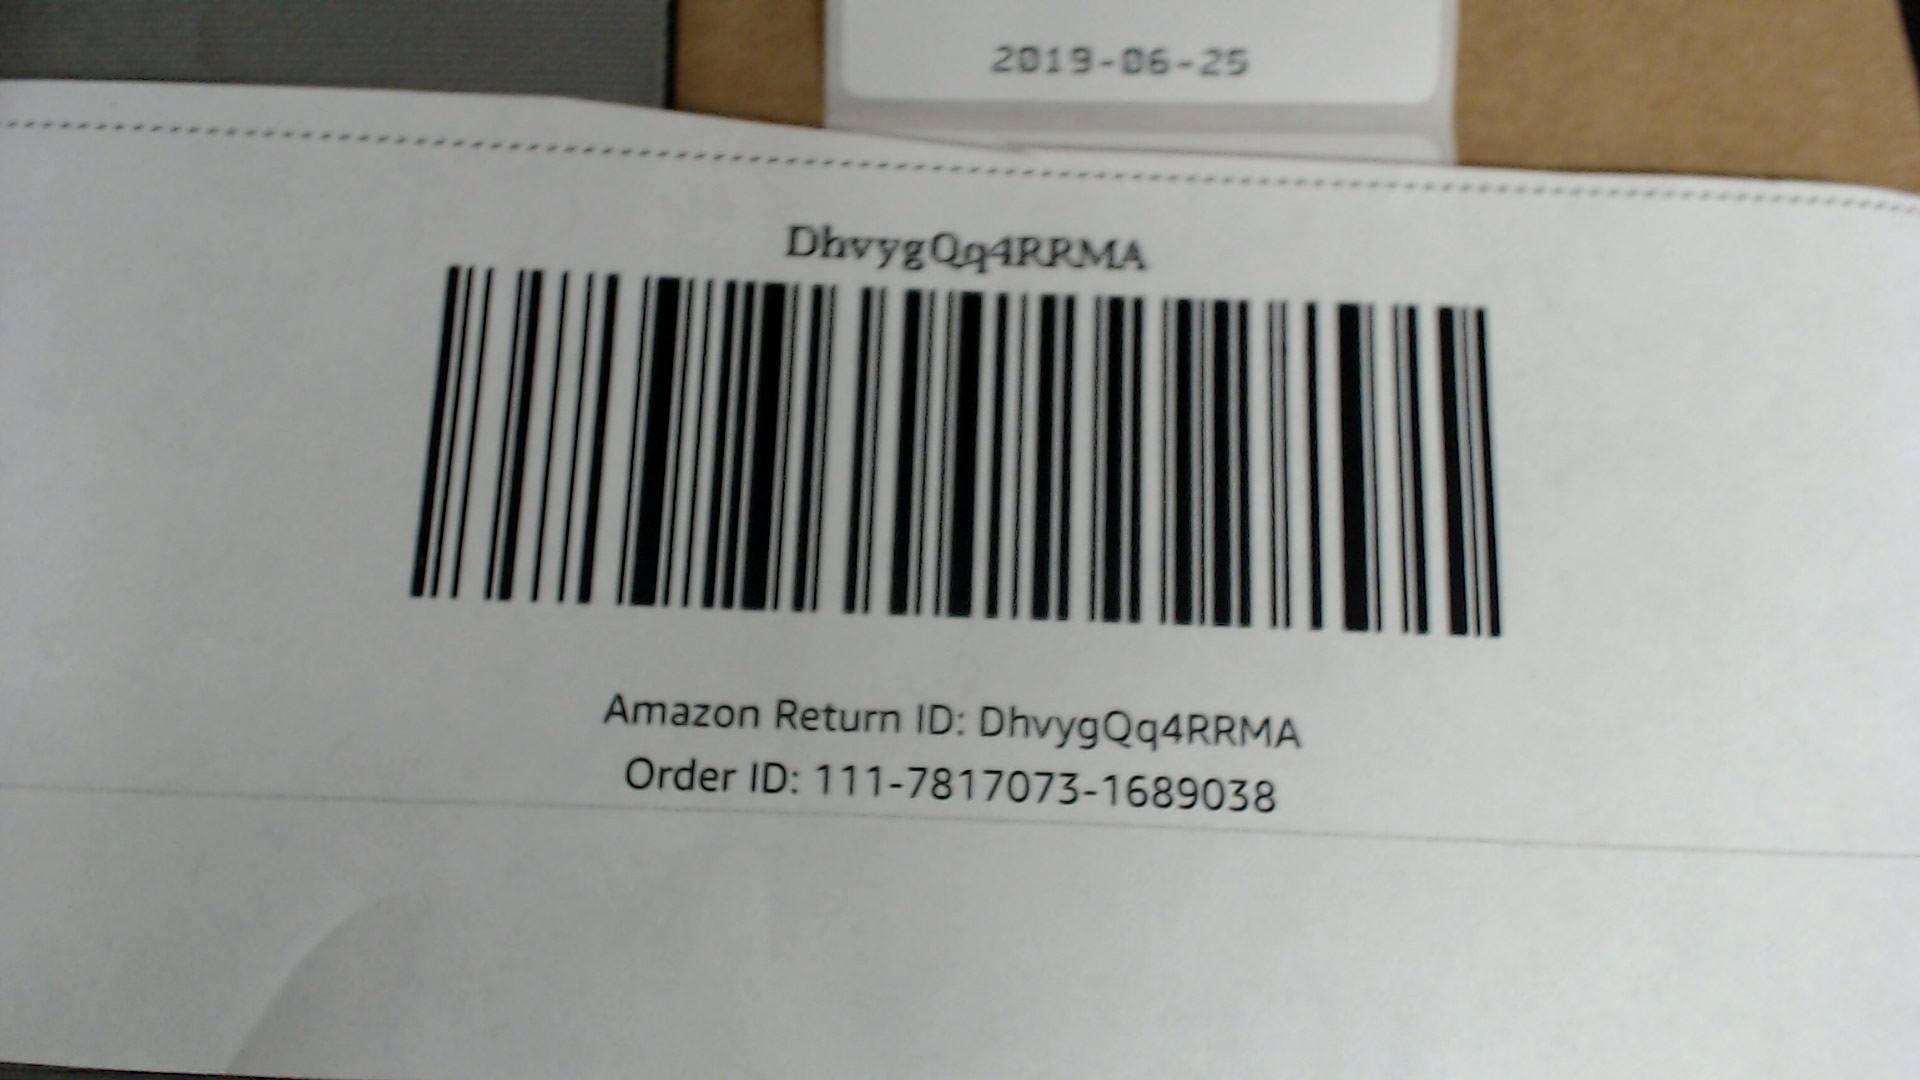 2019-06-25
DhvygQq4RRMA
Amazon Return ID: DhvygQq4RRMA
Order ID: 111-7817073-1689038